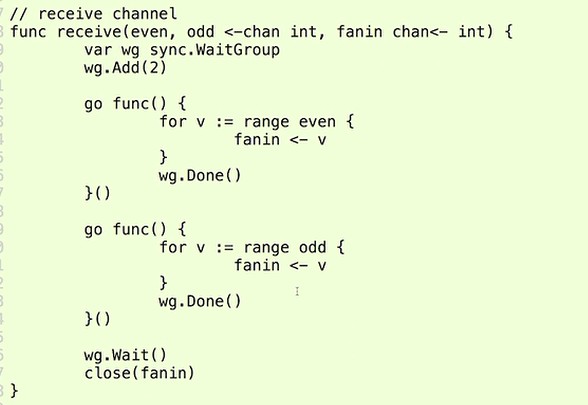 // receive channel
func receive(even, odd <-chan int, fanin chan<- int) {
        var wg sync.WaitGroup
        wg.Add(2)

        go func() {
                for v := range even {
                        fanin <- v
                }
                wg.Done()
        }()

        go func() {
                for v := range odd {
                        fanin <- v
                }
                wg.Done()
        }()

        wg.Wait()
        close(fanin)
}